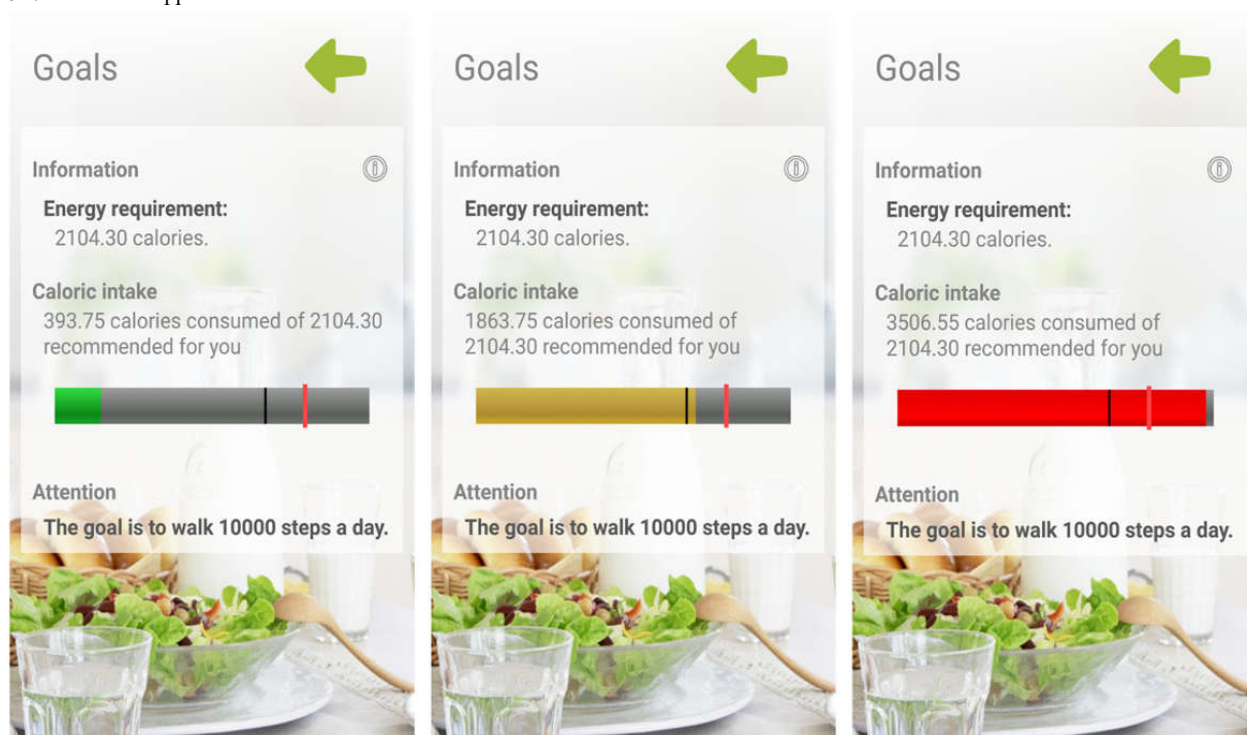 Goals
Information
Energy requirement:
2104.30 calories.
Caloric intake
393.75 calories consumed of 2104.30
recommended for you
Attention
The goal is to walk 10000 steps a day.
Goals
Information
Energy requirement:
2104.30 calories.
Caloric intake
1863.75 calories consumed of
2104.30 recommended for you
Attention
The goal is to walk 10000 steps a day.
Goals
Information
Energy requirement:
2104.30 calories.
Caloric intake
3506.55 calories consumed of
2104.30 recommended for you
Attention
The goal is to walk 10000 steps a day.